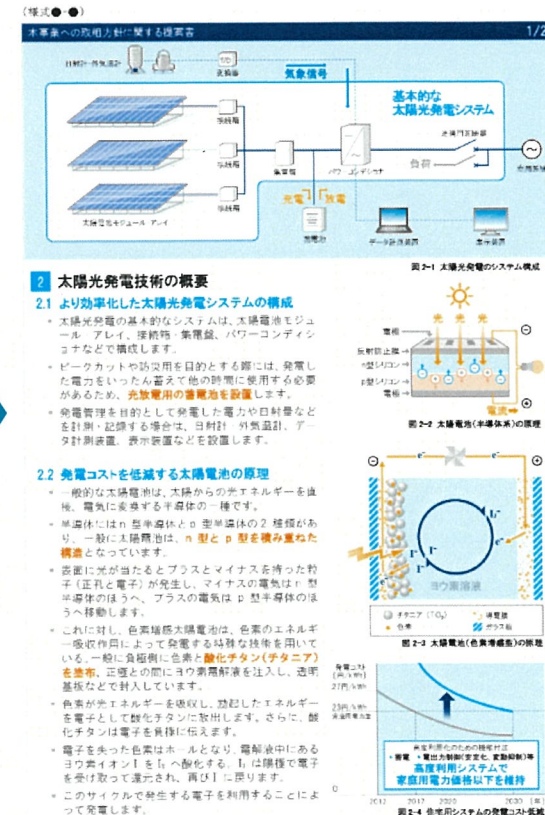 (様式●-●)
本事業への取組方針に関する提案書 1/2
日射計・外気温計
変換器
気象信号
基本的な
太陽光発電システム
接続箱
接続箱
接続箱
集電箱
パワーコンディショナ
負荷
充電 放電
蓄電池
太陽電池モジュール・アレイ
データ計測装置
表示装置
図2-1 太陽光発電のシステム構成
2 太陽光発電技術の概要
2.1 より効率化した太陽光発電システムの構成
太陽光発電の基本的なシステムは、太陽電池モジュ
ール・アレイ、接続箱・集電盤、パワーコンディシ
ョナなどで構成します。
ピークカットや防災用を目的とする際には、発電し
た電力をいったん蓄えて他の時間に使用する必要
があるため、充放電用の蓄電池を設置します。
発電管理を目的として発電した電力や日射量など
を計測・記録する場合は、日射計・外気温計、デー
タ計測装置、表示装置などを設置します。
光 光 光
電極
反射防止膜
n型シリコン
p型シリコン
電極
電流
図2-2 太陽電池(半導体系)の原理
2.2 発電コストを低減する太陽電池の原理
一般的な太陽電池は、太陽からの光エネルギーを直
接、電気に変換する半導体の一種です。
半導体にはn 型半導体とp 型半導体の2 種類があ
り、一般に太陽電池は、n 型と p 型を積み重ねた
構造となっています。
表面に光が当たるとプラスとマイナスを持った粒
子(正孔と電子)が発生し、マイナスの電気は n 型
半導体のほうへ、プラスの電気は p 型半導体のほ
うへ移動します。
これに対し、色素増感太陽電池は、色素のエネルギ
ー吸収作用によって発電する特殊な技術を用いて
いる。一般に負極側に色素と酸化チタン(チタニア)
を塗布、正極との間にヨウ素電解液を注入し、透明
基板などで封入しています。
色素が光エネルギーを吸収し、励起したエネルギー
を電子として酸化チタンに放出します。さらに、酸
化チタンは電子を負極に伝えます。
電子を失った色素はホールとなり、電解液中にある
ヨウ素イオンI を I₃ へ酸化する。I₃ は陽極で電子
を受け取って還元され、再びI に戻ります。
このサイクルで発生する電子を利用することによ
って発電します。
e⁻ e⁻
I₃⁻
I⁻
I⁻
e⁻
ヨウ素溶液
チタニア (TO₂) 導電膜
色素 ガラス板
図2-3 太陽電池(色素増感型)の原理
発電コスト
[円/kWh]
27円/kWh
23円/kWh
高度利用システムで
家庭用電力価格以下を維持
0
2012 2017 2020 2030 [年]
図2-4 住宅用システムの発電コスト低減